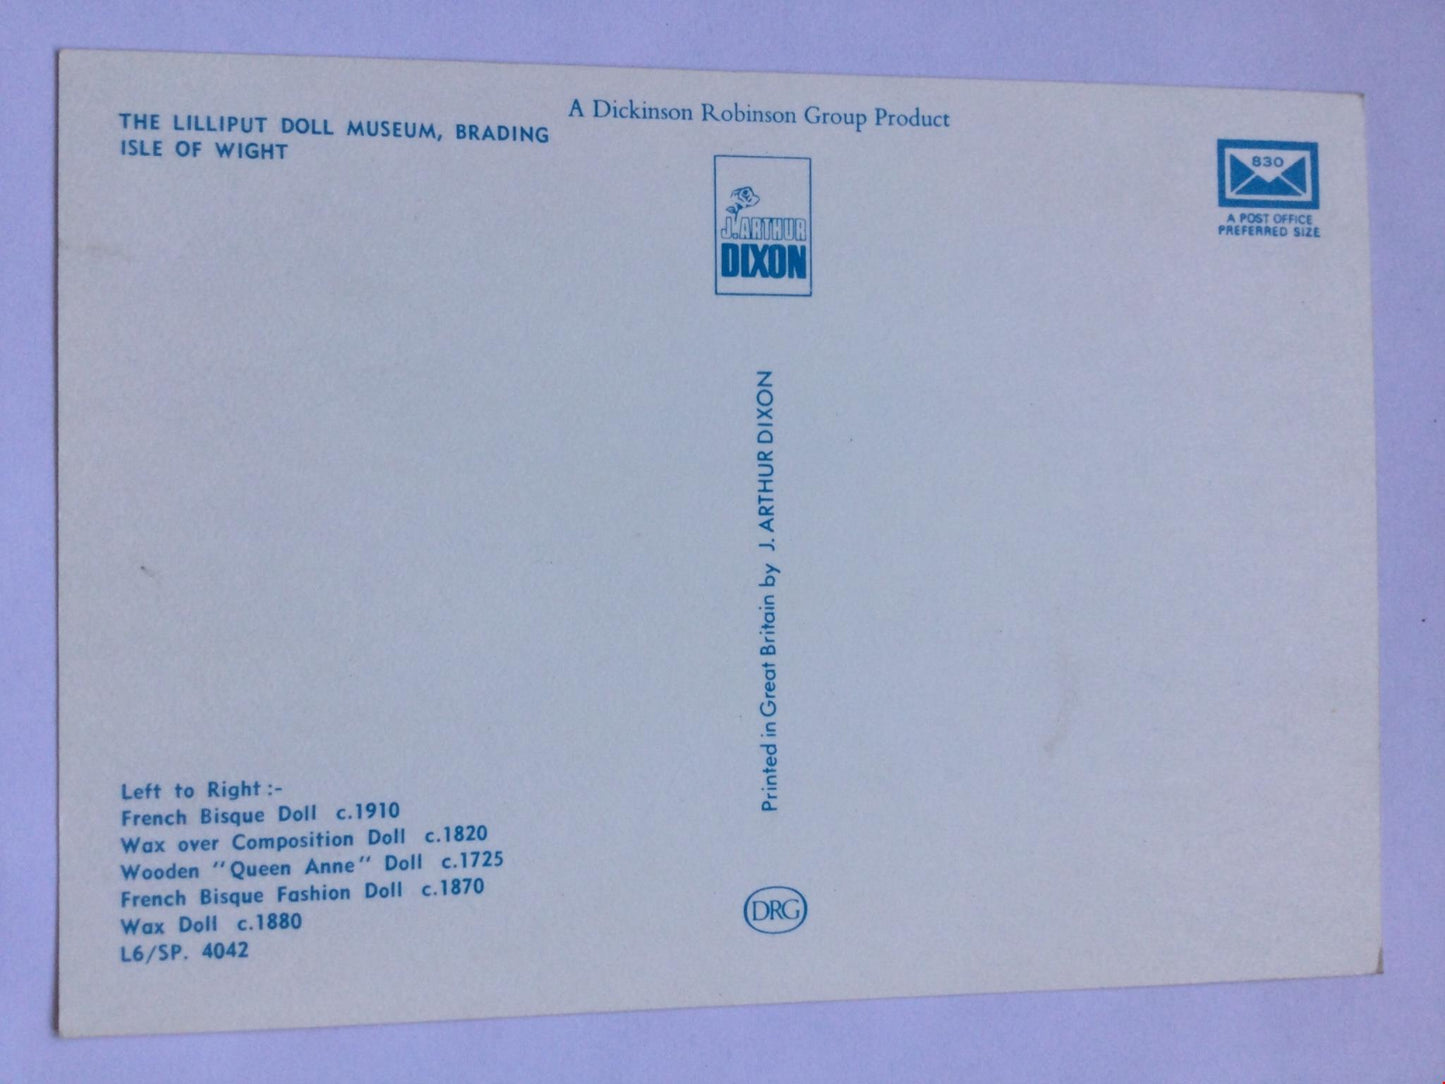 THE LILLIPUT DOLL MUSEUM, BRADING
ISLE OF WIGHT
A Dickinson Robinson Group Product
J. ARTHUR
DIXON
830
A POST OFFICE
PREFERRED SIZE
Printed in Great Britain by J. ARTHUR DIXON
Left to Right :-
French Bisque Doll c.1910
Wax over Composition Doll c.1820
Wooden "Queen Anne" Doll c.1725
French Bisque Fashion Doll c.1870
Wax Doll c.1880
L6/SP. 4042
DRG